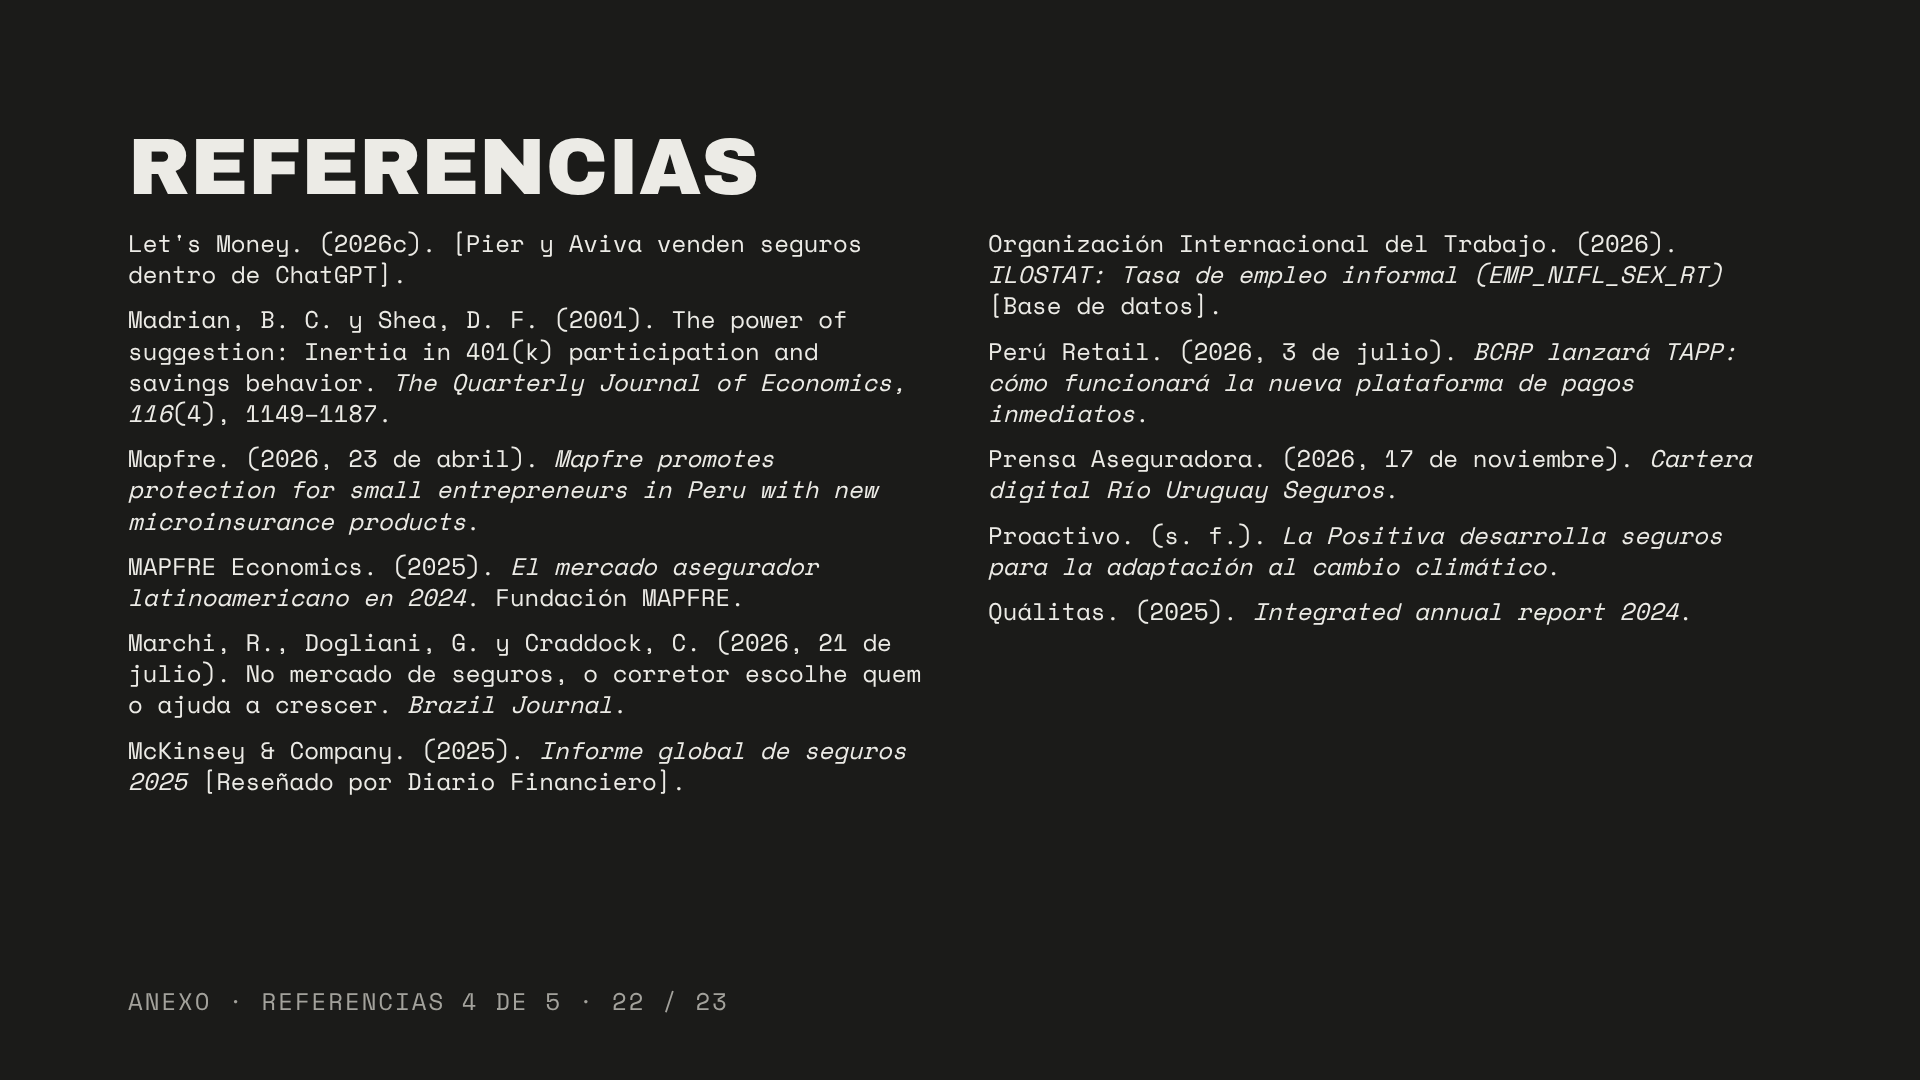 REFERENCIAS
Let's Money. (2026c). [Pier y Aviva venden seguros
dentro de ChatGPT].
Madrian, B. C. y Shea, D. F. (2001). The power of
suggestion: Inertia in 401(k) participation and
savings behavior. The Quarterly Journal of Economics,
116(4), 1149–1187.
Mapfre. (2026, 23 de abril). Mapfre promotes
protection for small entrepreneurs in Peru with new
microinsurance products.
MAPFRE Economics. (2025). El mercado asegurador
latinoamericano en 2024. Fundación MAPFRE.
Marchi, R., Dogliani, G. y Craddock, C. (2026, 21 de
julio). No mercado de seguros, o corretor escolhe quem
o ajuda a crescer. Brazil Journal.
McKinsey & Company. (2025). Informe global de seguros
2025 [Reseñado por Diario Financiero].
Organización Internacional del Trabajo. (2026).
ILOSTAT: Tasa de empleo informal (EMP_NIFL_SEX_RT)
[Base de datos].
Perú Retail. (2026, 3 de julio). BCRP lanzará TAPP:
cómo funcionará la nueva plataforma de pagos
inmediatos.
Prensa Aseguradora. (2026, 17 de noviembre). Cartera
digital Río Uruguay Seguros.
Proactivo. (s. f.). La Positiva desarrolla seguros
para la adaptación al cambio climático.
Quálitas. (2025). Integrated annual report 2024.
ANEXO · REFERENCIAS 4 DE 5 · 22 / 23